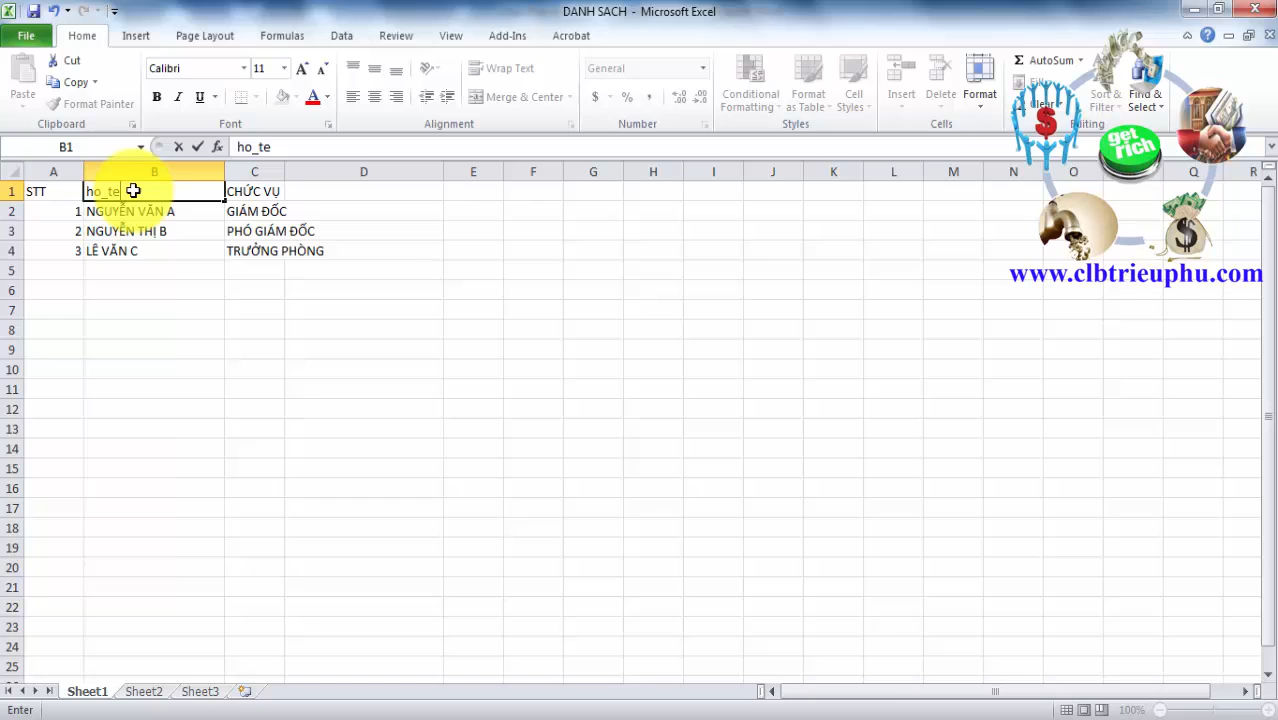 DANH SACH - Microsoft Excel
File Home Insert Page Layout Formulas Data Review View Add-Ins Acrobat
Paste
Cut
Copy
Format Painter
Clipboard
Calibri 11
B I U
Font
Wrap Text
Merge & Center
Alignment
General
$ % ,
Number
Conditional Formatting
Format as Table
Cell Styles
Styles
Insert
Delete
Format
Cells
AutoSum
Fill
Clear
Sort & Filter
Find & Select
Editing
get rich
www.clbtrieuphu.com
B1 fx ho_te
A B C D E F G H I J K L M N O P Q R
1 STT ho_te CHỨC VỤ
2 1 NGUYỄN VĂN A GIÁM ĐỐC
3 2 NGUYỄN THỊ B PHÓ GIÁM ĐỐC
4 3 LÊ VĂN C TRƯỞNG PHÒNG
5
6
7
8
9
10
11
12
13
14
15
16
17
18
19
20
21
22
23
24
25
Sheet1 Sheet2 Sheet3
Enter 100%